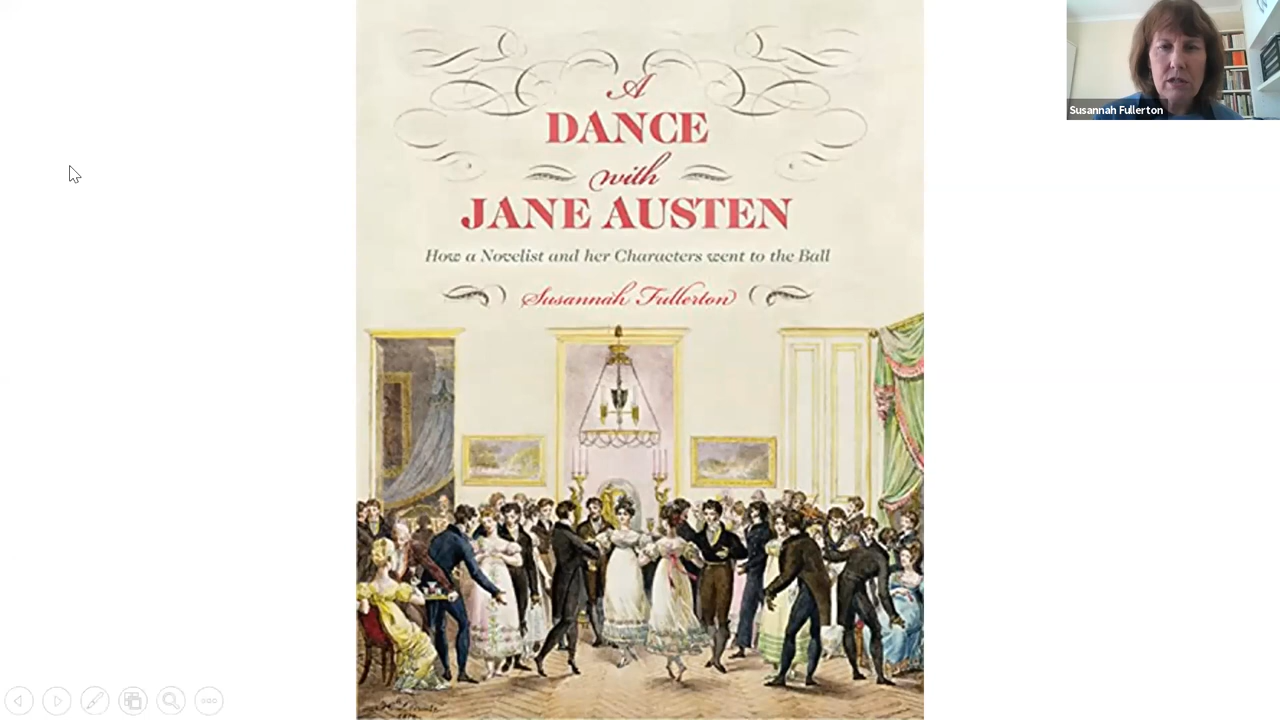 A
DANCE
with
JANE AUSTEN
How a Novelist and her Characters went to the Ball
Susannah Fullerton
Susannah Fullerton